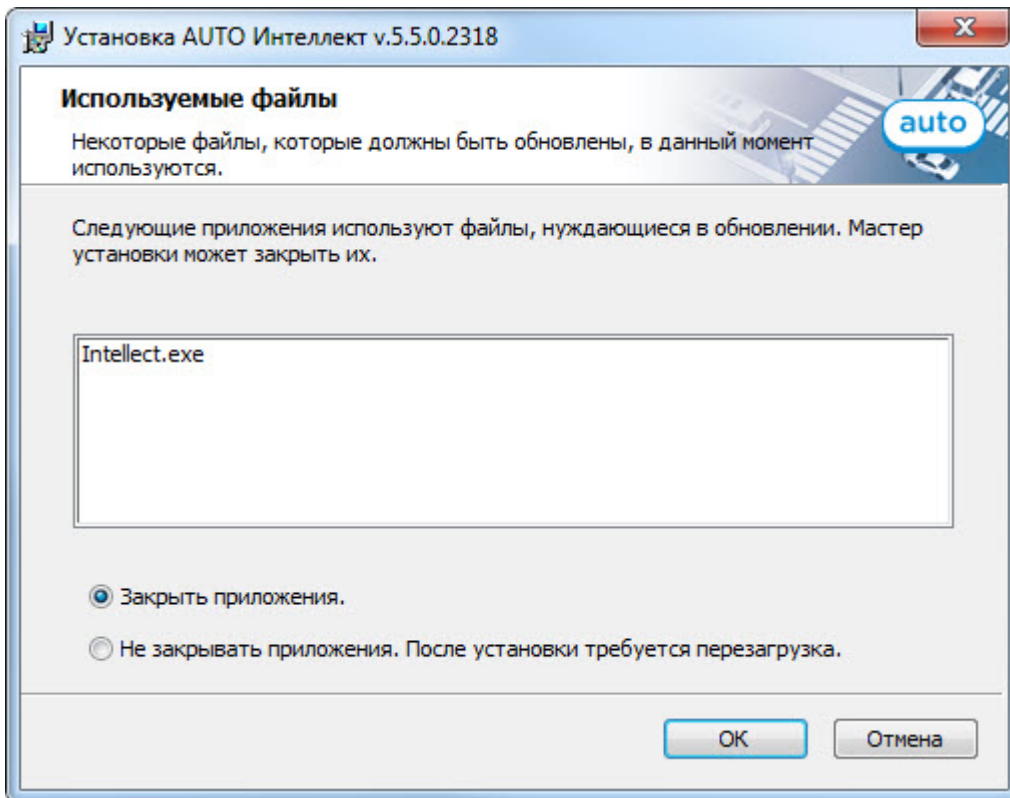 Установка AUTO Интеллект v.5.5.0.2318
Используемые файлы
Некоторые файлы, которые должны быть обновлены, в данный момент
используются.
auto
Следующие приложения используют файлы, нуждающиеся в обновлении. Мастер
установки может закрыть их.
Intellect.exe
Закрыть приложения.
Не закрывать приложения. После установки требуется перезагрузка.
OK
Отмена